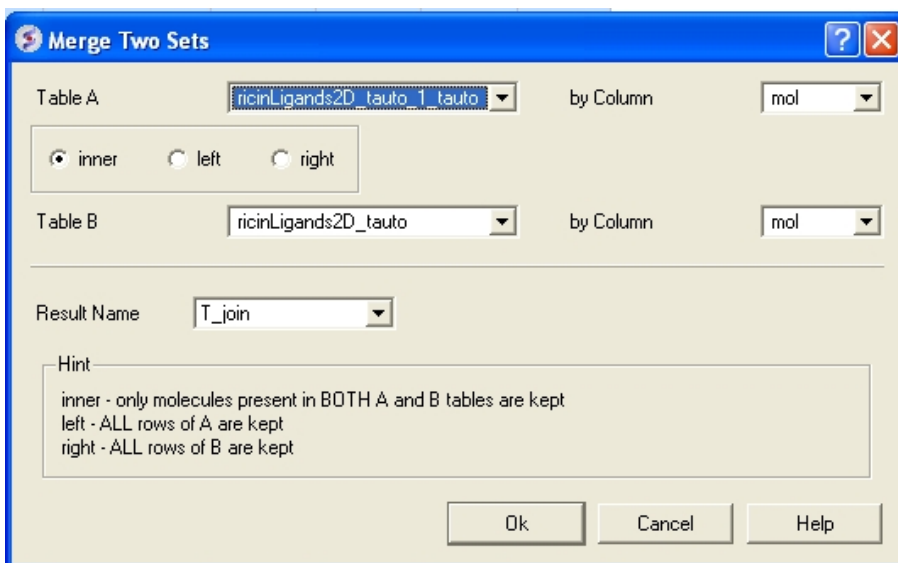 Merge Two Sets
Table A ricinLigands2D_tauto_1_tauto by Column mol
inner left right
Table B ricinLigands2D_tauto by Column mol
Result Name T_join
Hint
inner - only molecules present in BOTH A and B tables are kept
left - ALL rows of A are kept
right - ALL rows of B are kept
Ok Cancel Help